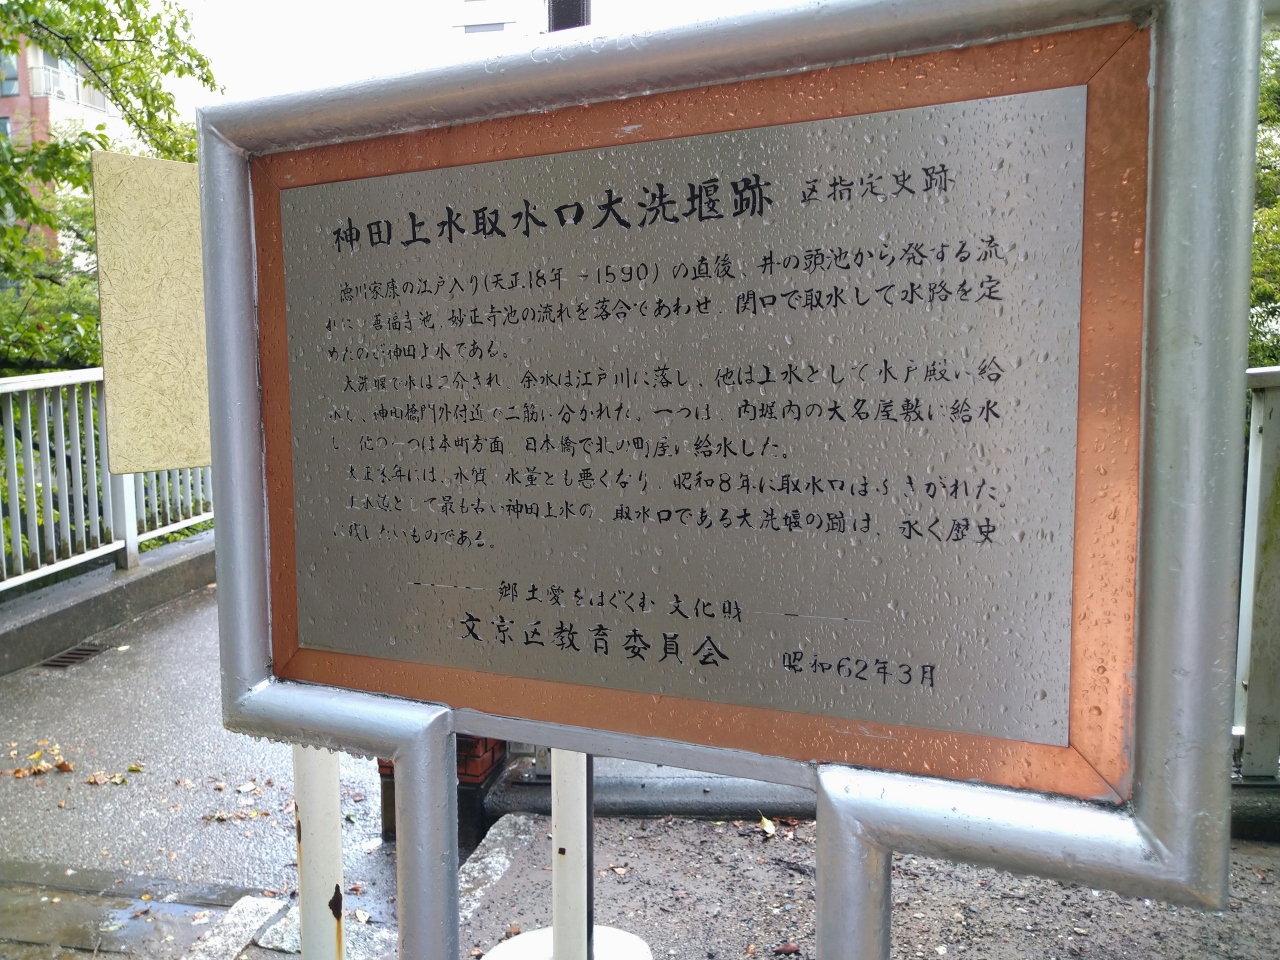 神田上水取水口大洗堰跡 区指定史跡
徳川家康の江戸入り(天正18年 −1590) の直後、井の頭池から発する流
れに、善福寺池、妙正寺池の流れを落合であわせ、関口で取水して水路を定
めたのが神田上水である。
大洗堰で水は二分され、余水は江戸川に落し、他は上水として水戸殿に給
水し、神田橋門外付近で二筋に分かれた。一つは、内堀内の大名屋敷に給水
し、他の一つは本町方面、日本橋で北の町屋に給水した。
大正末年には、水質、水量とも悪くなり、昭和8年に取水口はふさがれた。
上水道として最も古い神田上水の、取水口である大洗堰の跡は、永く歴史
に残したいものである。
―― 郷土愛をはぐくむ 文化財 ――
文京区教育委員会 昭和62年3月